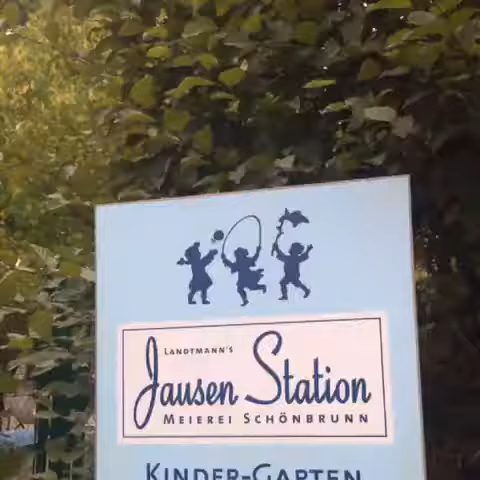 LANDTMANN'S
Jausen Station
MEIEREI SCHÖNBRUNN
KINDER-GARTEN